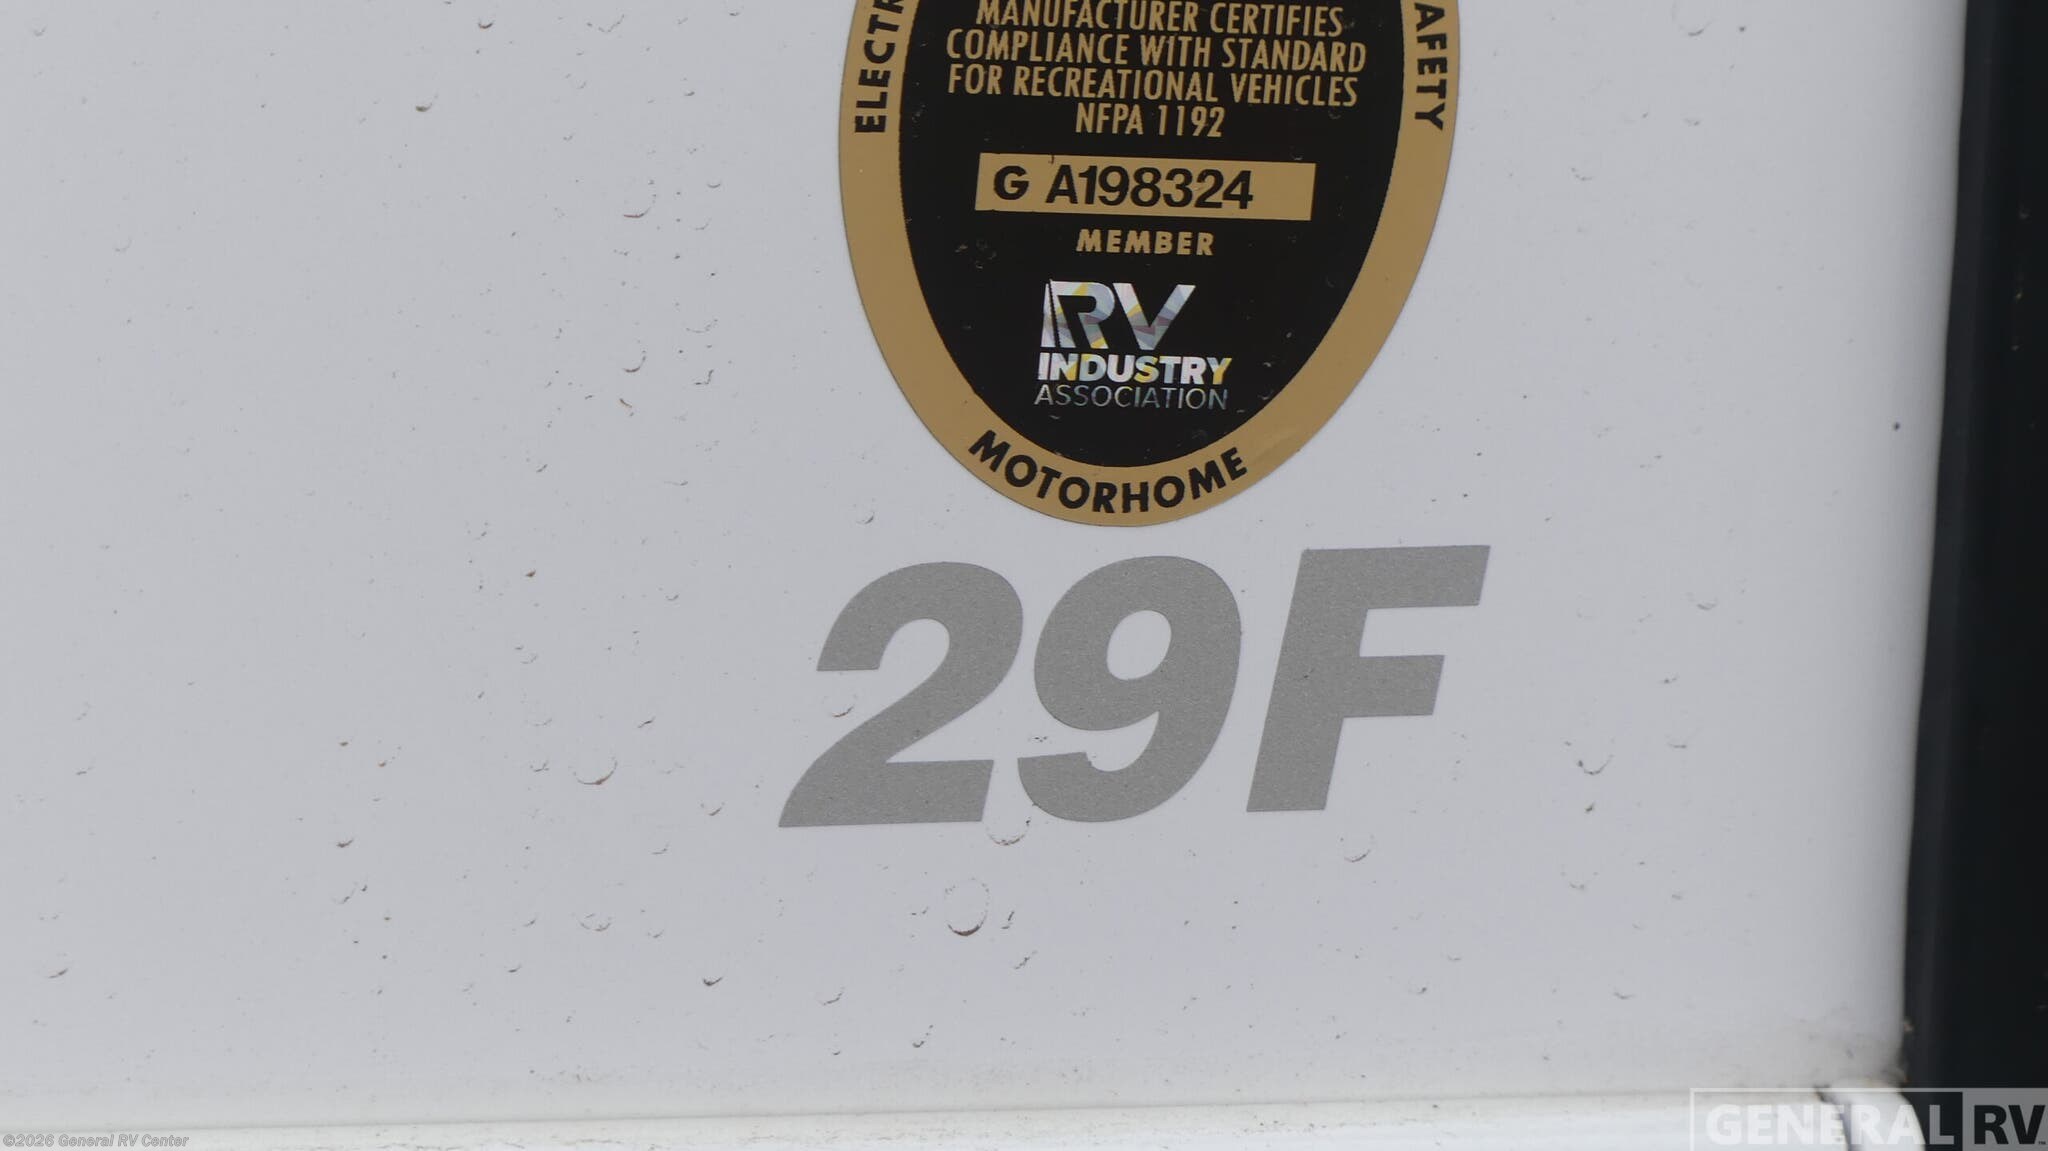 ELECTR
AFETY
MANUFACTURER CERTIFIES
COMPLIANCE WITH STANDARD
FOR RECREATIONAL VEHICLES
NFPA 1192
G A198324
MEMBER
RV
INDUSTRY
ASSOCIATION
MOTORHOME
29F
©2026 General RV Center
GENERAL RV